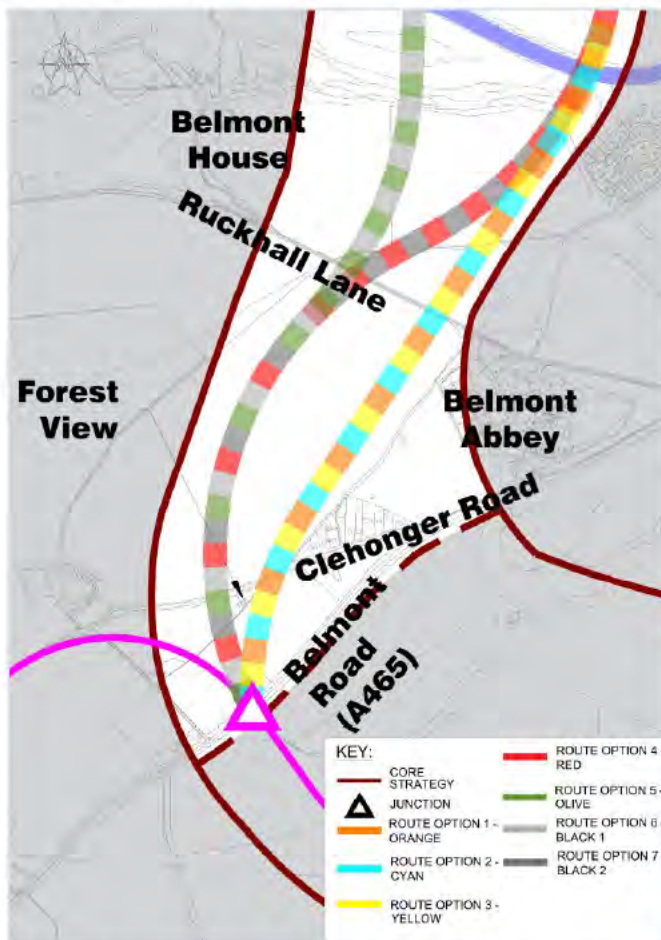 Belmont
House
Ruckhall Lane
Forest
View
Belmont
Abbey
Clehonger Road
Belmont
Road
(A465)
KEY:
CORE
STRATEGY
JUNCTION
ROUTE OPTION 1 -
ORANGE
ROUTE OPTION 2 -
CYAN
ROUTE OPTION 3 -
YELLOW
ROUTE OPTION 4
RED
ROUTE OPTION 5 -
OLIVE
ROUTE OPTION 6 -
BLACK 1
ROUTE OPTION 7
BLACK 2